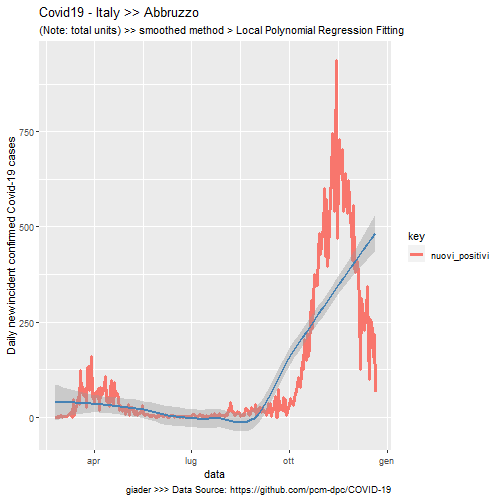 Covid19 - Italy >> Abbruzzo
(Note: total units) >> smoothed method > Local Polynomial Regression Fitting
Daily new incident confirmed Covid-19 cases
750
500
250
0
apr
lug
ott
gen
data
key
nuovi_positivi
giader >>> Data Source: https://github.com/pcm-dpc/COVID-19